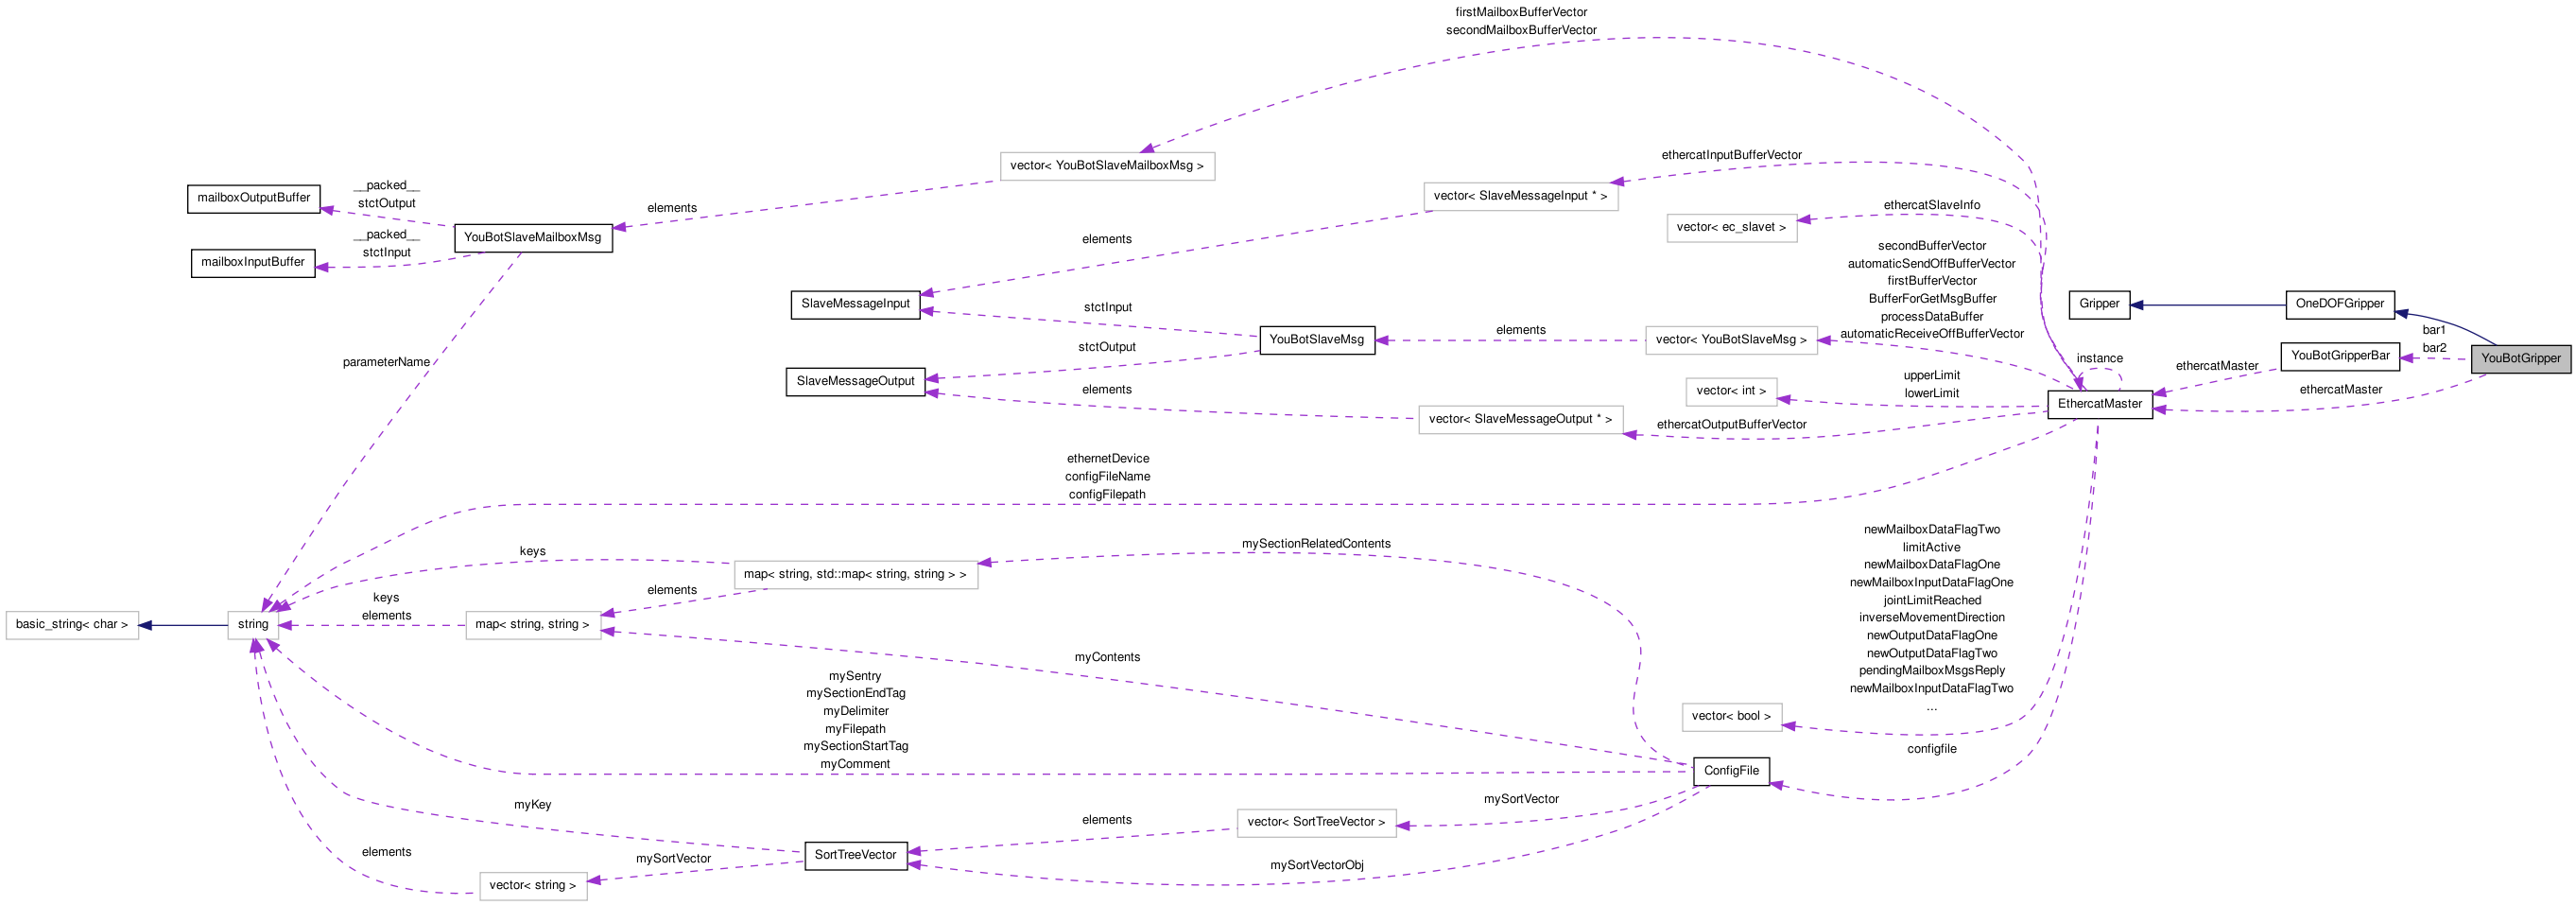 firstMailboxBufferVector
secondMailboxBufferVector
ethercatInputBufferVector
vector< YouBotSlaveMailboxMsg >
__packed__
stctOutput
mailboxOutputBuffer
elements
vector< SlaveMessageInput * >
ethercatSlaveInfo
vector< ec_slavet >
__packed__
stctInput
YouBotSlaveMailboxMsg
mailboxInputBuffer
elements
secondBufferVector
automaticSendOffBufferVector
firstBufferVector
BufferForGetMsgBuffer
processDataBuffer
automaticReceiveOffBufferVector
SlaveMessageInput
stctInput
Gripper
OneDOFGripper
YouBotSlaveMsg
elements
vector< YouBotSlaveMsg >
bar1
bar2
stctOutput
instance
YouBotGripperBar
YouBotGripper
parameterName
ethercatMaster
ethercatMaster
SlaveMessageOutput
elements
upperLimit
lowerLimit
vector< int >
EthercatMaster
vector< SlaveMessageOutput * >
ethercatOutputBufferVector
ethernetDevice
configFileName
configFilepath
newMailboxDataFlagTwo
limitActive
newMailboxDataFlagOne
newMailboxInputDataFlagOne
jointLimitReached
inverseMovementDirection
newOutputDataFlagOne
newOutputDataFlagTwo
pendingMailboxMsgsReply
newMailboxInputDataFlagTwo
...
keys
mySectionRelatedContents
map< string, std::map< string, string > >
elements
keys
elements
basic_string< char >
string
map< string, string >
myContents
mySentry
mySectionEndTag
myDelimiter
myFilepath
mySectionStartTag
myComment
vector< bool >
configfile
ConfigFile
myKey
mySortVector
elements
vector< SortTreeVector >
elements
mySortVector
SortTreeVector
mySortVectorObj
vector< string >